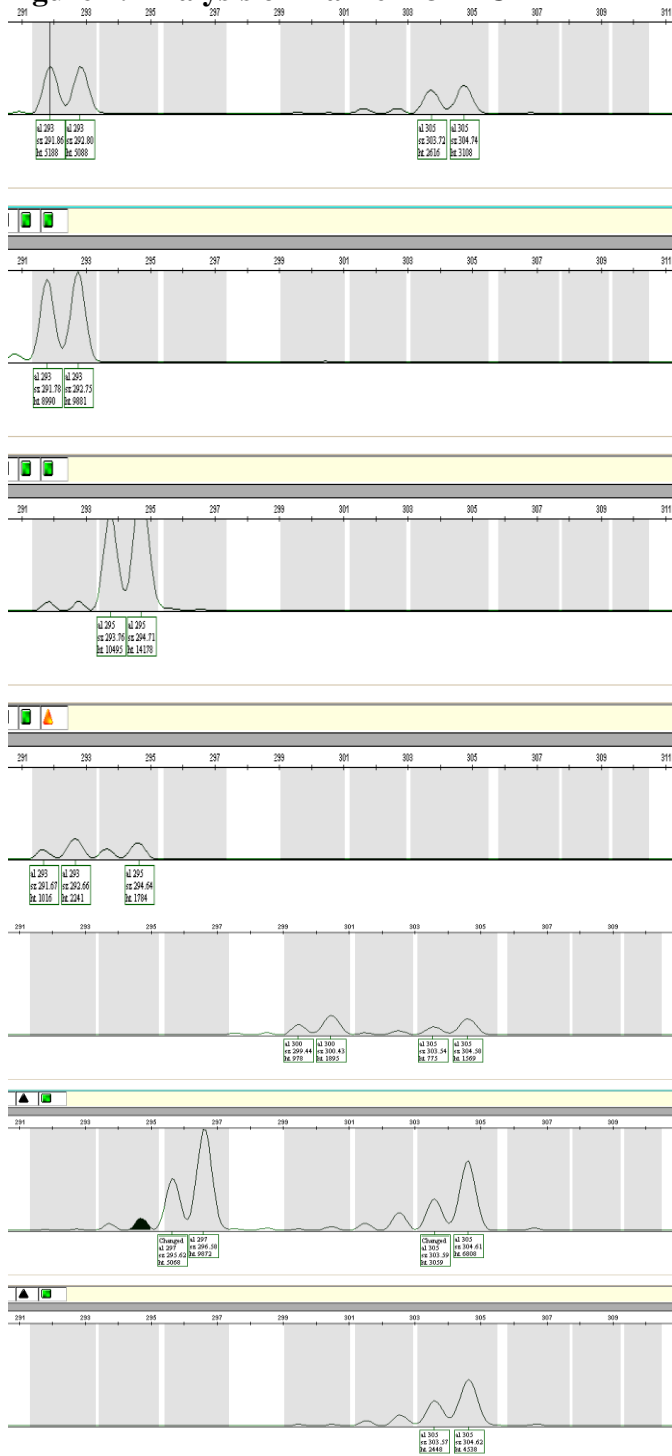 291 293 295 297 299 301 303 305 307 309 311
al 293 al 293 al 305 al 305
sz 291.86 sz 292.80 sz 303.72 sz 304.74
ht 5188 ht 5088 ht 2616 ht 3108
291 293 295 297 299 301 303 305 307 309 311
al 293 al 293
sz 291.78 sz 292.75
ht 8990 ht 9881
291 293 295 297 299 301 303 305 307 309 311
al 295 al 295
sz 293.76 sz 294.71
ht 10495 ht 14178
291 293 295 297 299 301 303 305 307 309 311
al 293 al 293 al 295
sz 291.67 sz 292.66 sz 294.64
ht 1016 ht 2241 ht 1784
291 293 295 297 299 301 303 305 307 309
al 300 al 300 al 305 al 305
sz 299.44 sz 300.43 sz 303.54 sz 304.58
ht 978 ht 1895 ht 775 ht 1569
291 293 295 297 299 301 303 305 307 309
Changed al 297 Changed al 305
al 297 sz 296.58 al 305 sz 304.61
sz 295.62 ht 9872 sz 303.59 ht 6808
ht 5068 ht 3059
291 293 295 297 299 301 303 305 307 309
al 305 al 305
sz 303.57 sz 304.62
ht 2448 ht 4538